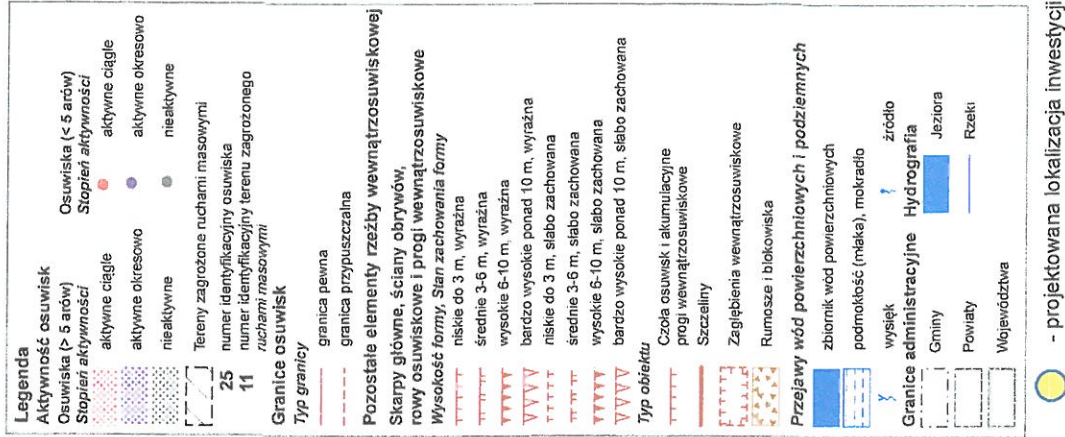 Legenda
Aktywność osuwisk
Osuwiska (> 5 arów)
Stopień aktywności
aktywne ciągle
aktywne okresowo
nieaktywne
Osuwiska (< 5 arów)
Stopień aktywności
aktywne ciągle
aktywne okresowo
nieaktywne
Tereny zagrożone ruchami masowymi
25 numer identyfikacyjny osuwiska
11 numer identyfikacyjny terenu zagrożonego
ruchami masowymi
Granice osuwisk
Typ granicy
granica pewna
granica przypuszczalna
Pozostałe elementy rzeźby wewnątrzosuwiskowej
Skarpy główne, ściany obrywów,
rowy osuwiskowe i progi wewnątrzosuwiskowe
Wysokość formy, Stan zachowania formy
niskie do 3 m, wyraźna
średnie 3-6 m, wyraźna
wysokie 6-10 m, wyraźna
bardzo wysokie ponad 10 m, wyraźna
niskie do 3 m, słabo zachowana
średnie 3-6 m, słabo zachowana
wysokie 6-10 m, słabo zachowana
bardzo wysokie ponad 10 m, słabo zachowana
Typ objektu
Czoła osuwisk i akumulacyjne
progi wewnątrzosuwiskowe
Szczeliny
Zagłębienia wewnątrzosuwiskowe
Rumosze i blokowiska
Przejawy wód powierzchniowych i podziemnych
zbiornik wód powierzchniowych
podmokłość (młaka), mokradło
wysięk
źródło
Granice administracyjne
Gminy
Powiaty
Województwa
Hydrografia
Jeziora
Rzeki
- projektowana lokalizacja inwestycji